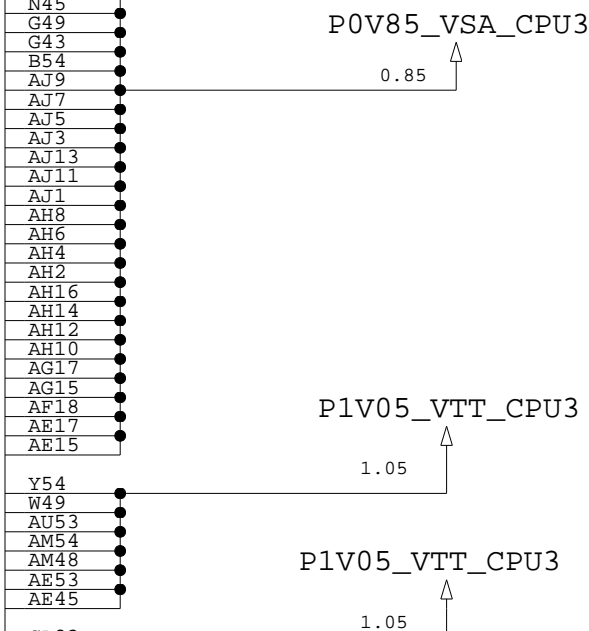 N45
G49
G43
B54
AJ9
AJ7
AJ5
AJ3
AJ13
AJ11
AJ1
AH8
AH6
AH4
AH2
AH16
AH14
AH12
AH10
AG17
AG15
AF18
AE17
AE15
P0V85_VSA_CPU3
0.85
P1V05_VTT_CPU3
1.05
Y54
W49
AU53
AM54
AM48
AE53
AE45
P1V05_VTT_CPU3
1.05